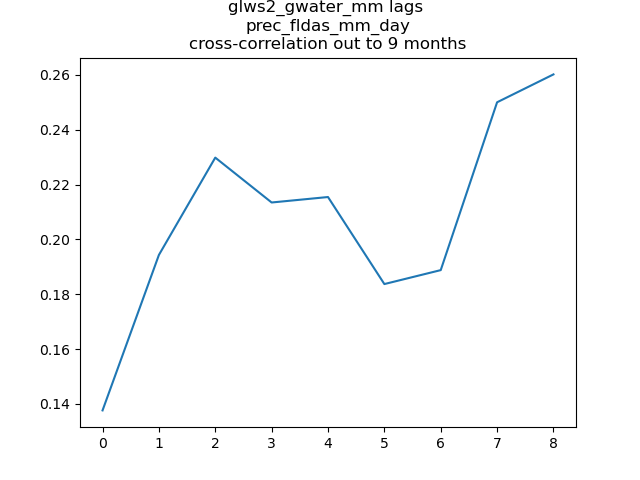 glws2_gwater_mm lags
prec_fldas_mm_day
cross-correlation out to 9 months
0.26
0.24
0.22
0.20
0.18
0.16
0.14
0 1 2 3 4 5 6 7 8